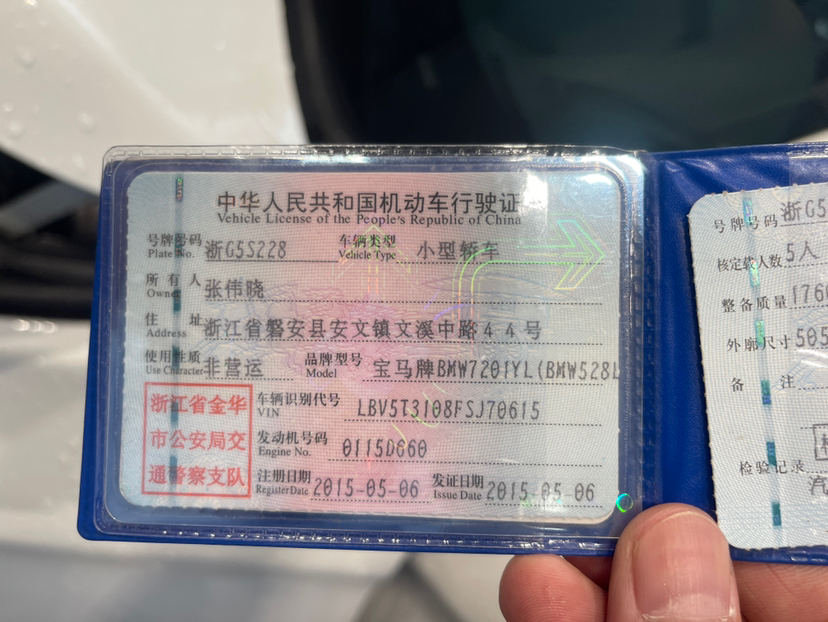 中华人民共和国机动车行驶证
Vehicle License of the People's Republic of China
号牌号码 浙G5S228 车辆类型 小型轿车
Plate No. Vehicle Type
所有人 张伟晓
Owner
住址 浙江省磐安县安文镇文溪中路44号
Address
使用性质 非营运 品牌型号 宝马牌BMW7201YL(BMW528L
Use Character Model
浙江省金华
市公安局交
通警察支队
车辆识别代号 LBV5T3108FSJ70615
VIN
发动机号码 0115D660
Engine No.
注册日期 2015-05-06 发证日期 2015-05-06
Register Date Issue Date
号牌号码 浙G5
核定载人数 5人
整备质量 176
外廓尺寸 505
备注
检验记录
汽